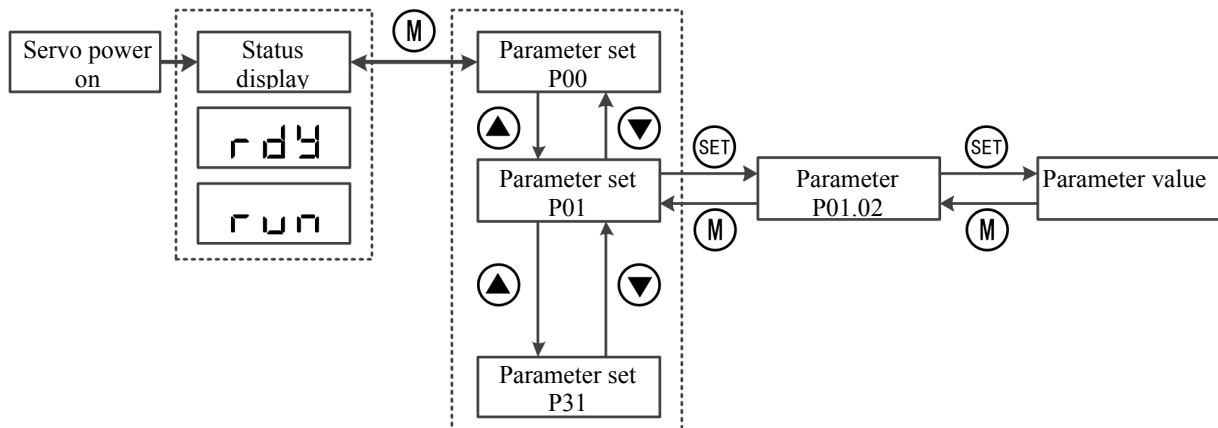 Servo power
on
Status
display
rdy
run
M
Parameter set
P00
Parameter set
P01
SET
M
Parameter
P01.02
SET
M
Parameter value
Parameter set
P31